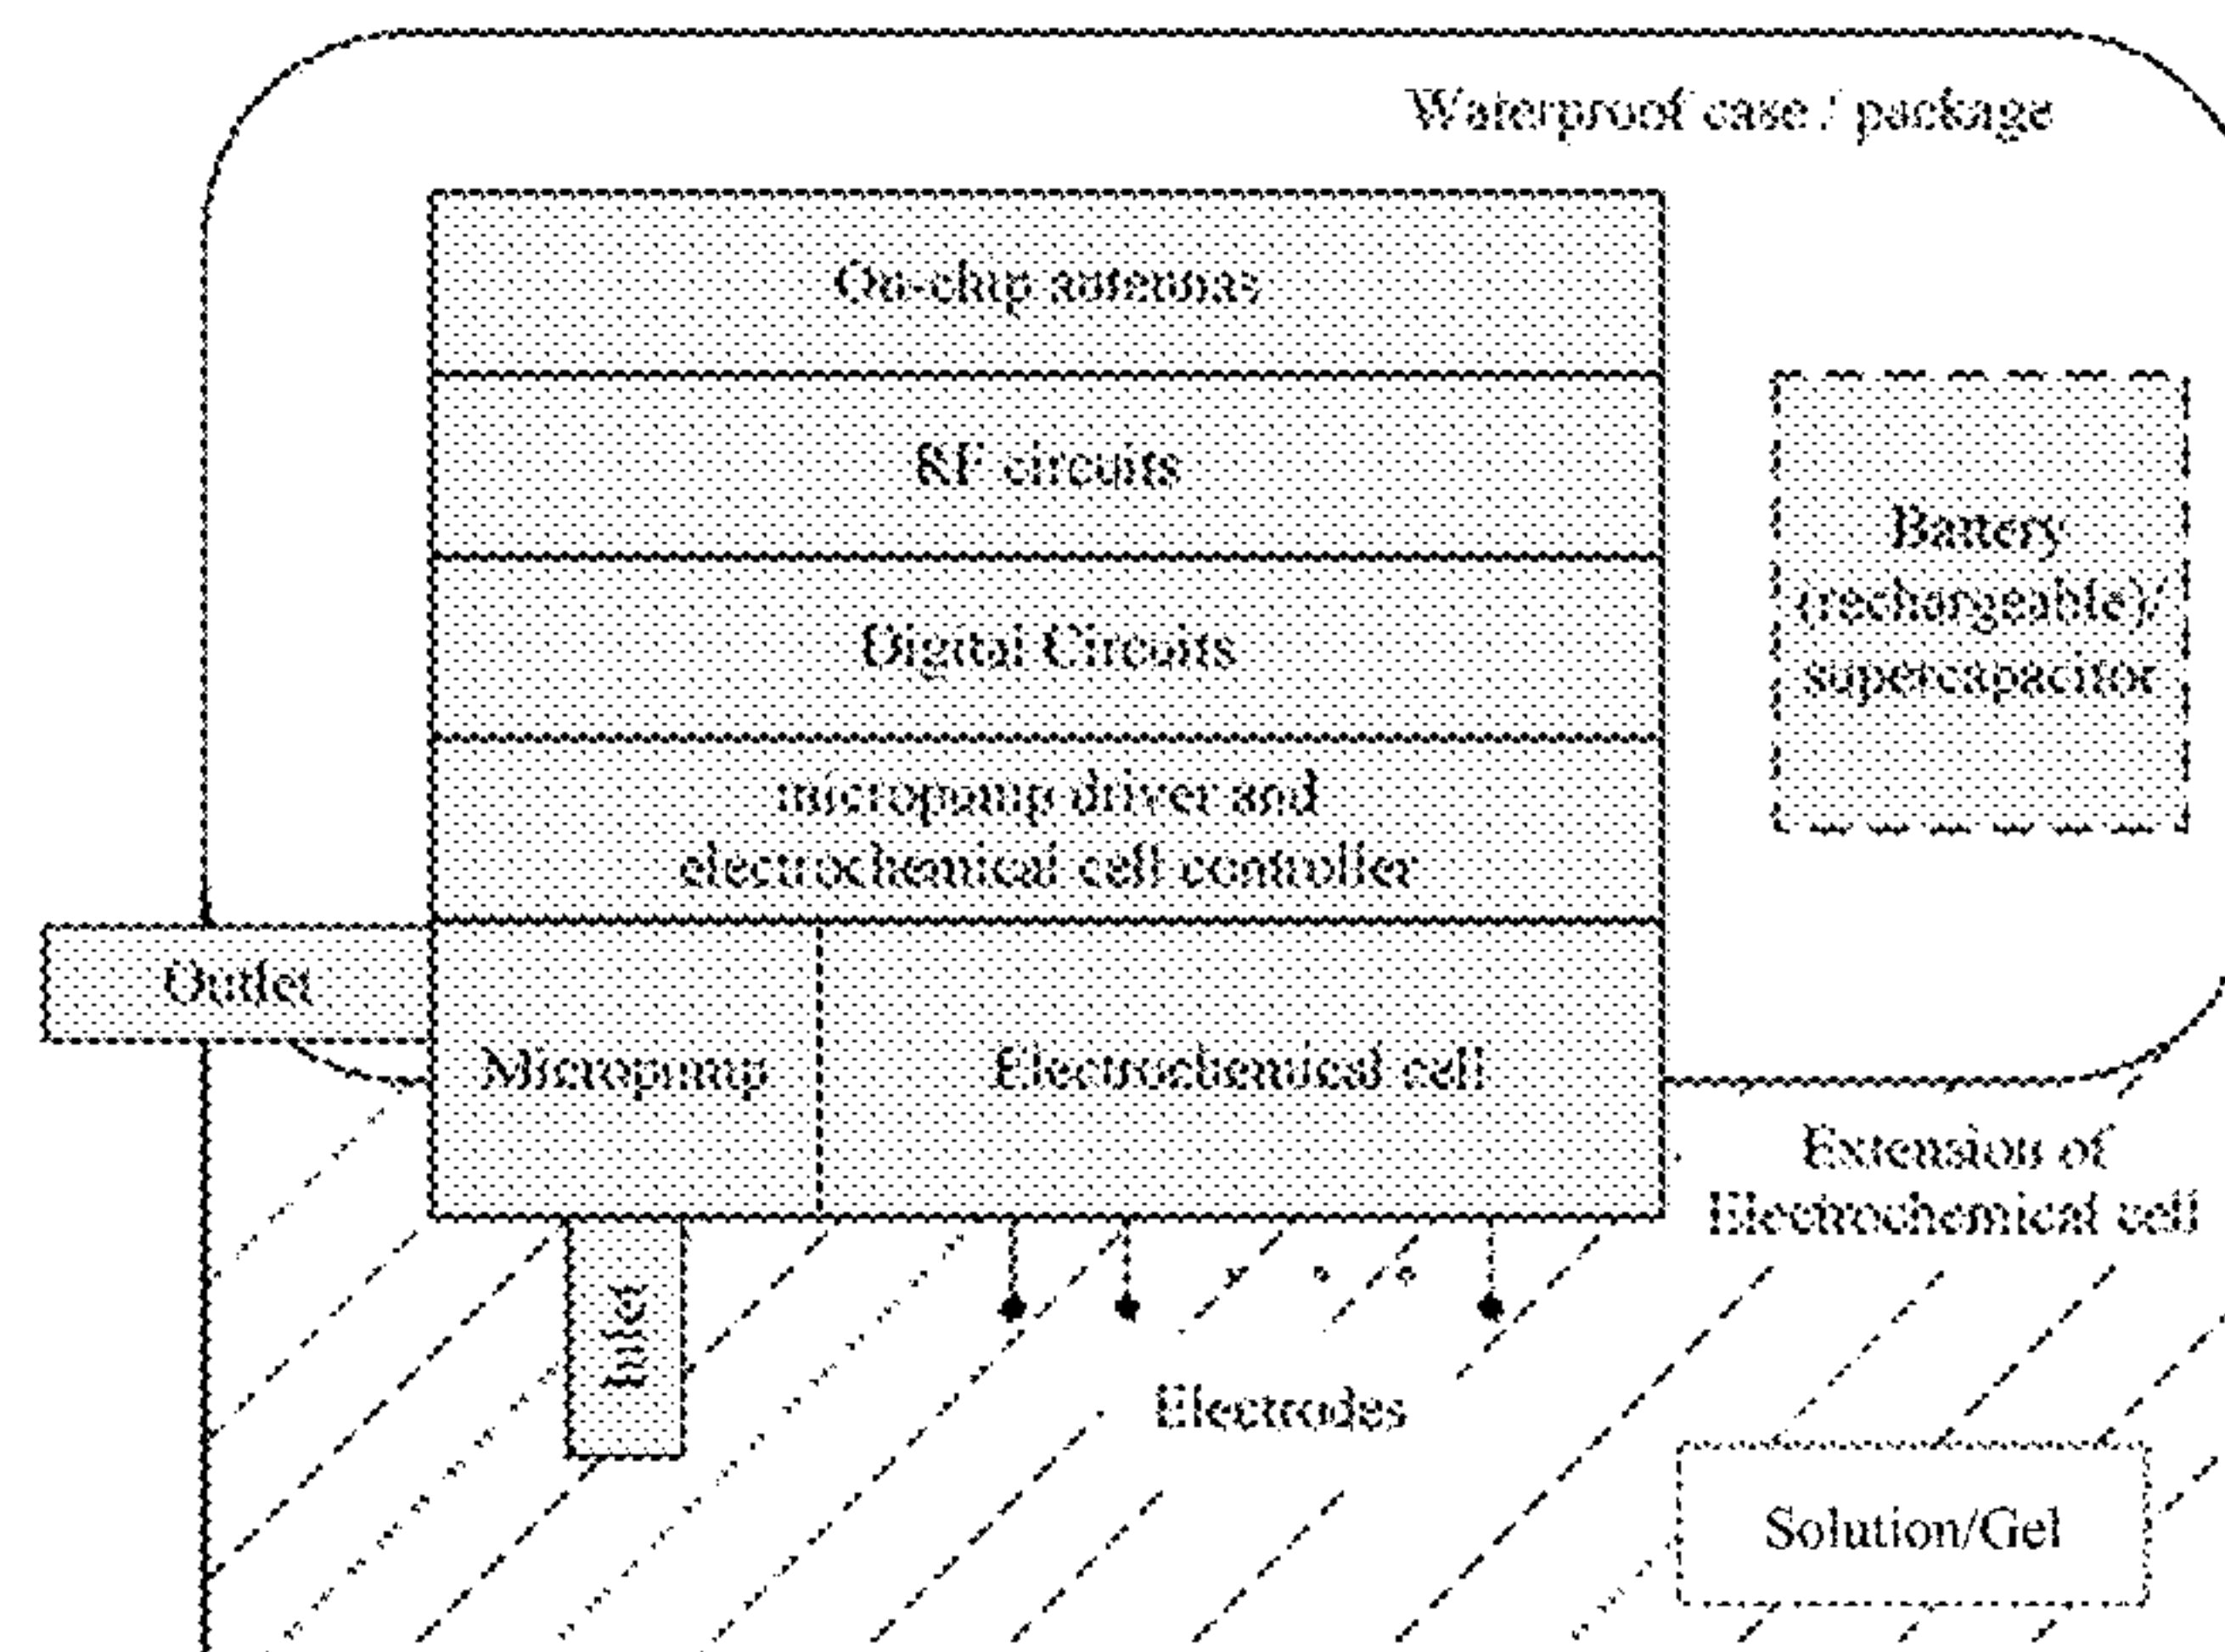 Waterproof case / package
On-chip antennas
RF circuits
Digital Circuits
Battery
(rechargeable)/
supercapacitor
micropump driver and
electrochemical cell controller
Outlet
Micropump
Electrochemical cell
Extension of
Electrochemical cell
Inlet
Electrodes
Solution/Gel